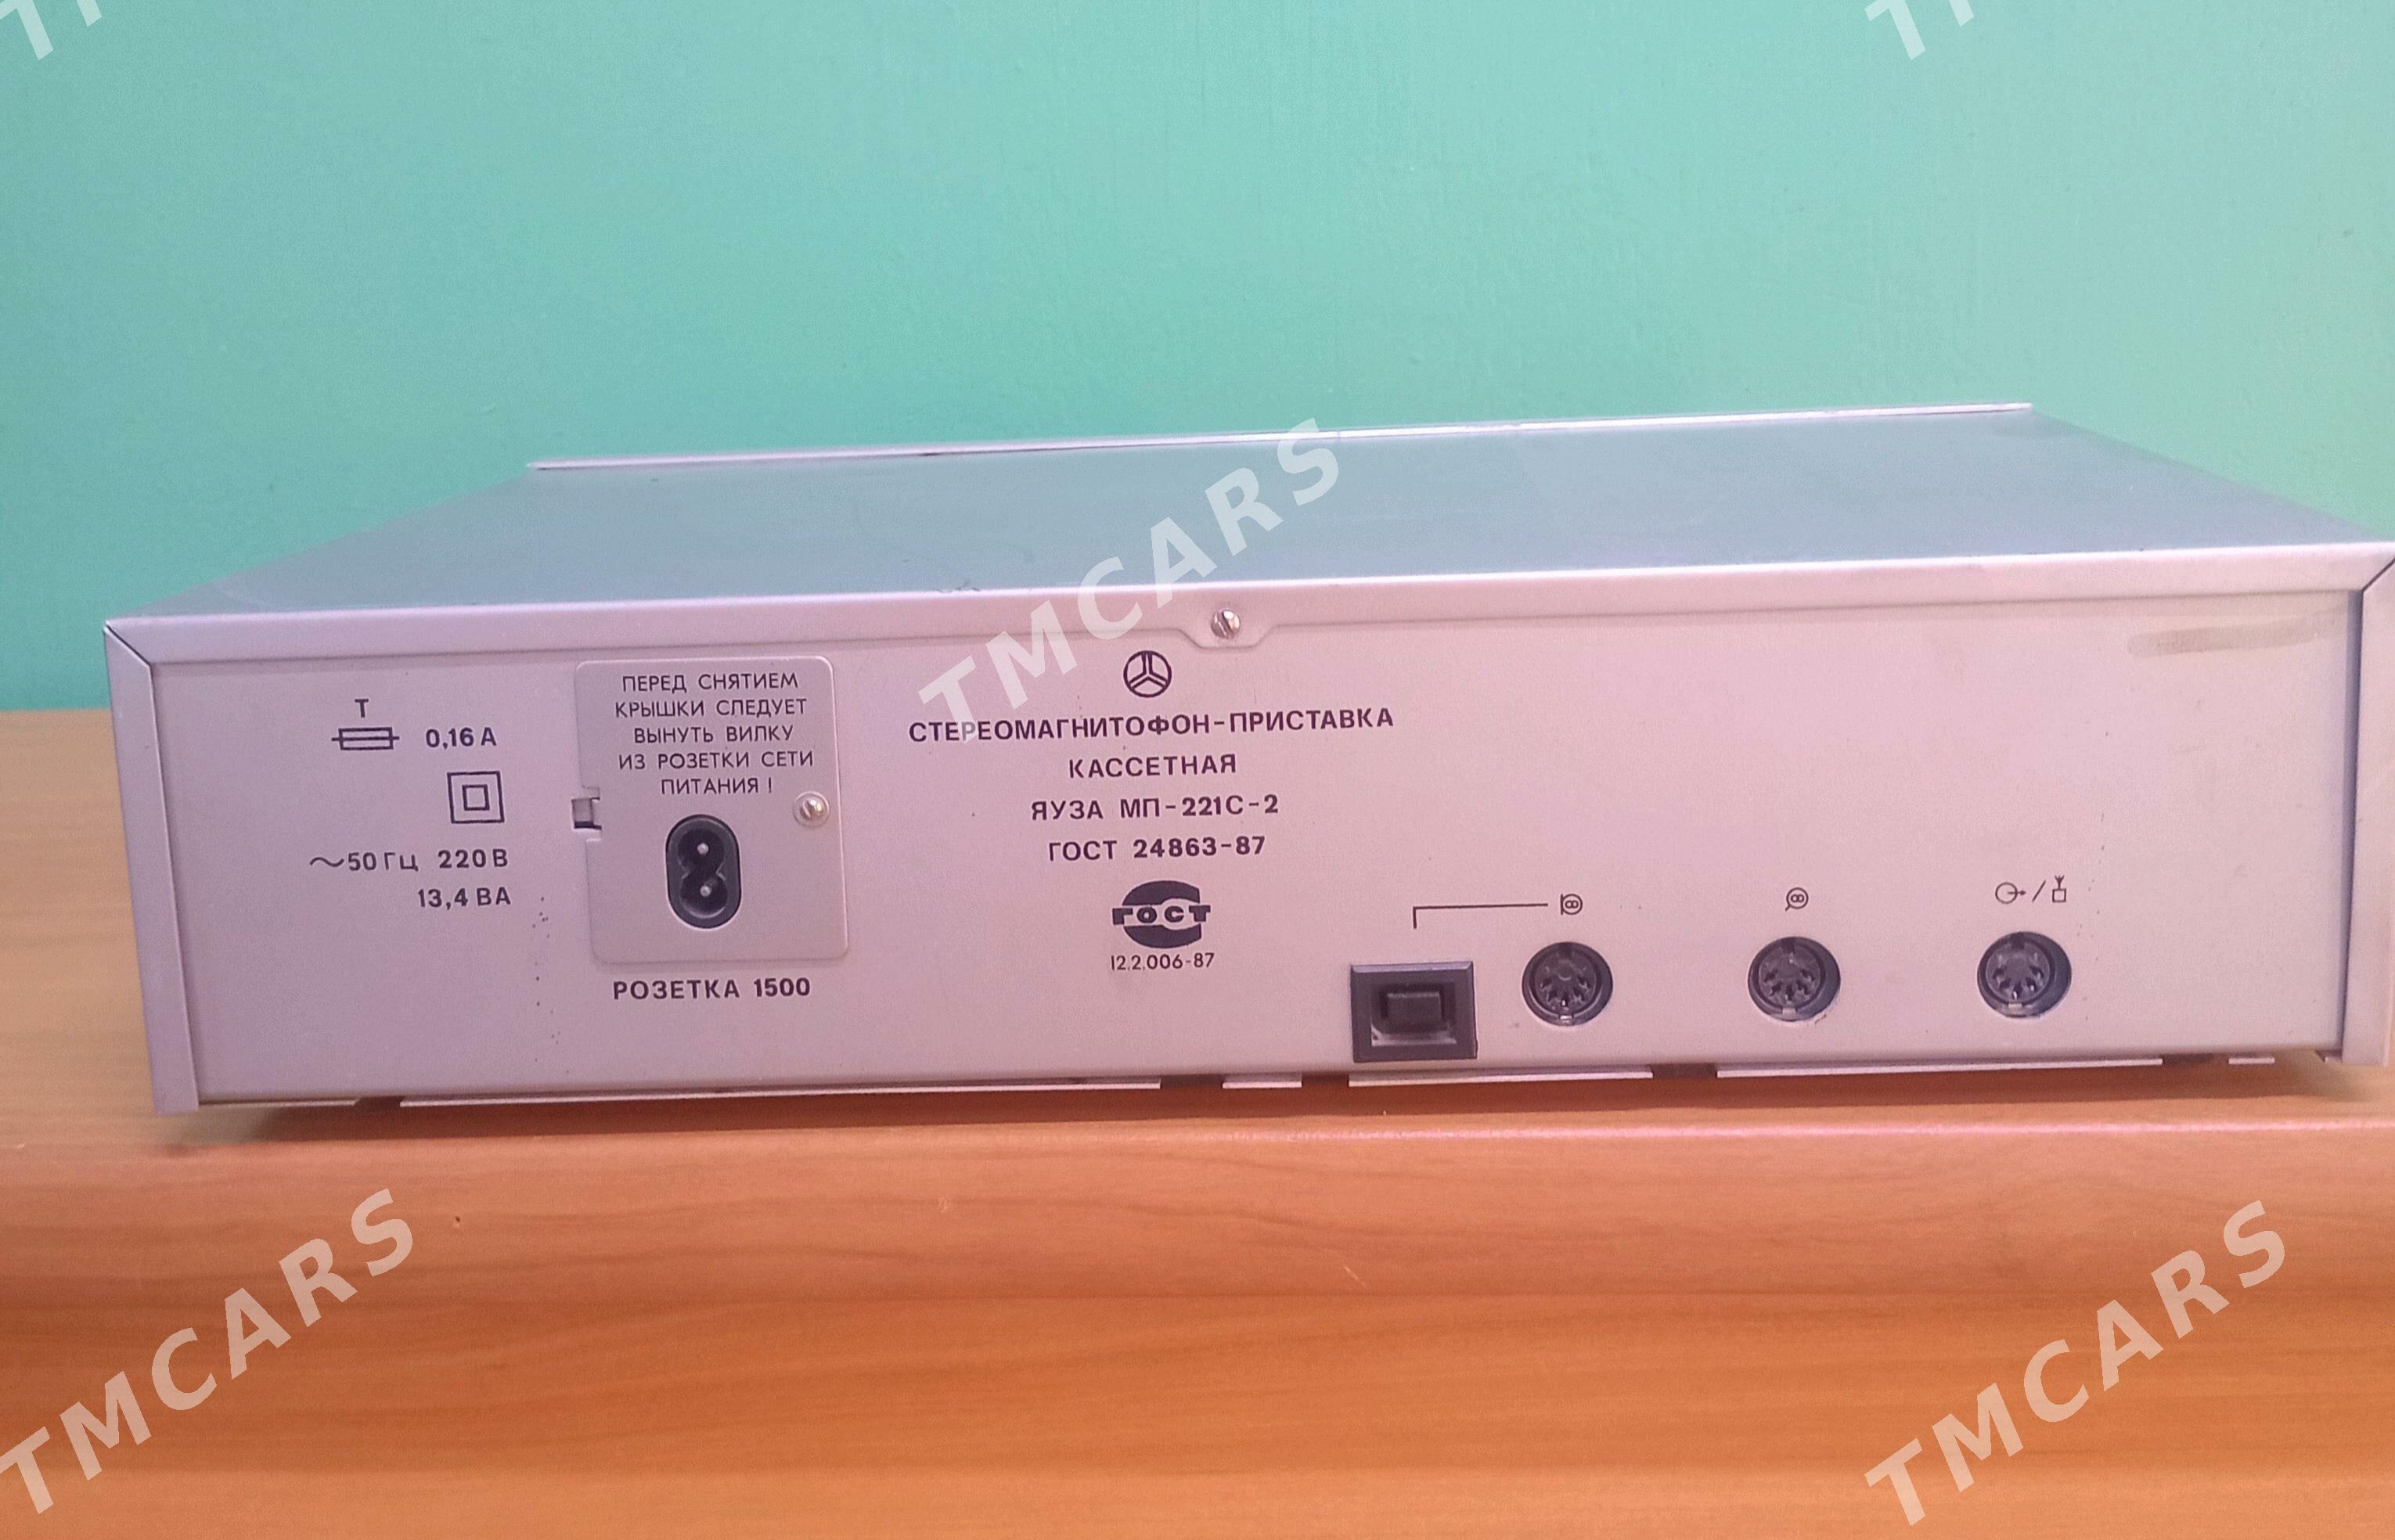 TMCARS
T
0,16 А
~50 Гц 220 В
13,4 ВА
ПЕРЕД СНЯТИЕМ
КРЫШКИ СЛЕДУЕТ
ВЫНУТЬ ВИЛКУ
ИЗ РОЗЕТКИ СЕТИ
ПИТАНИЯ !
РОЗЕТКА 1500
СТЕРЕОМАГНИТОФОН-ПРИСТАВКА
КАССЕТНАЯ
ЯУЗА МП-221С-2
ГОСТ 24863-87
ГОСТ
12.2.006-87
TMCARS
TMCARS